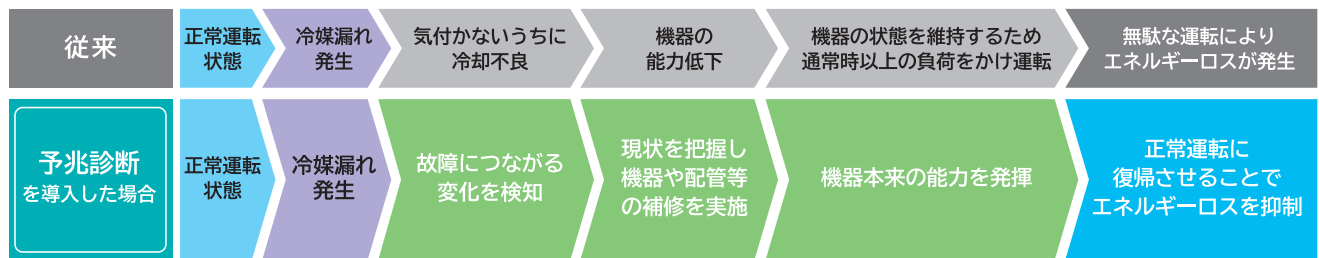 従来
正常運転
状態
冷媒漏れ
発生
気付かないうちに
冷却不良
機器の
能力低下
機器の状態を維持するため
通常時以上の負荷をかけ運転
無駄な運転により
エネルギーロスが発生
予兆診断
を導入した場合
正常運転
状態
冷媒漏れ
発生
故障につながる
変化を検知
現状を把握し
機器や配管等
の補修を実施
機器本来の能力を発揮
正常運転に
復帰させることで
エネルギーロスを抑制